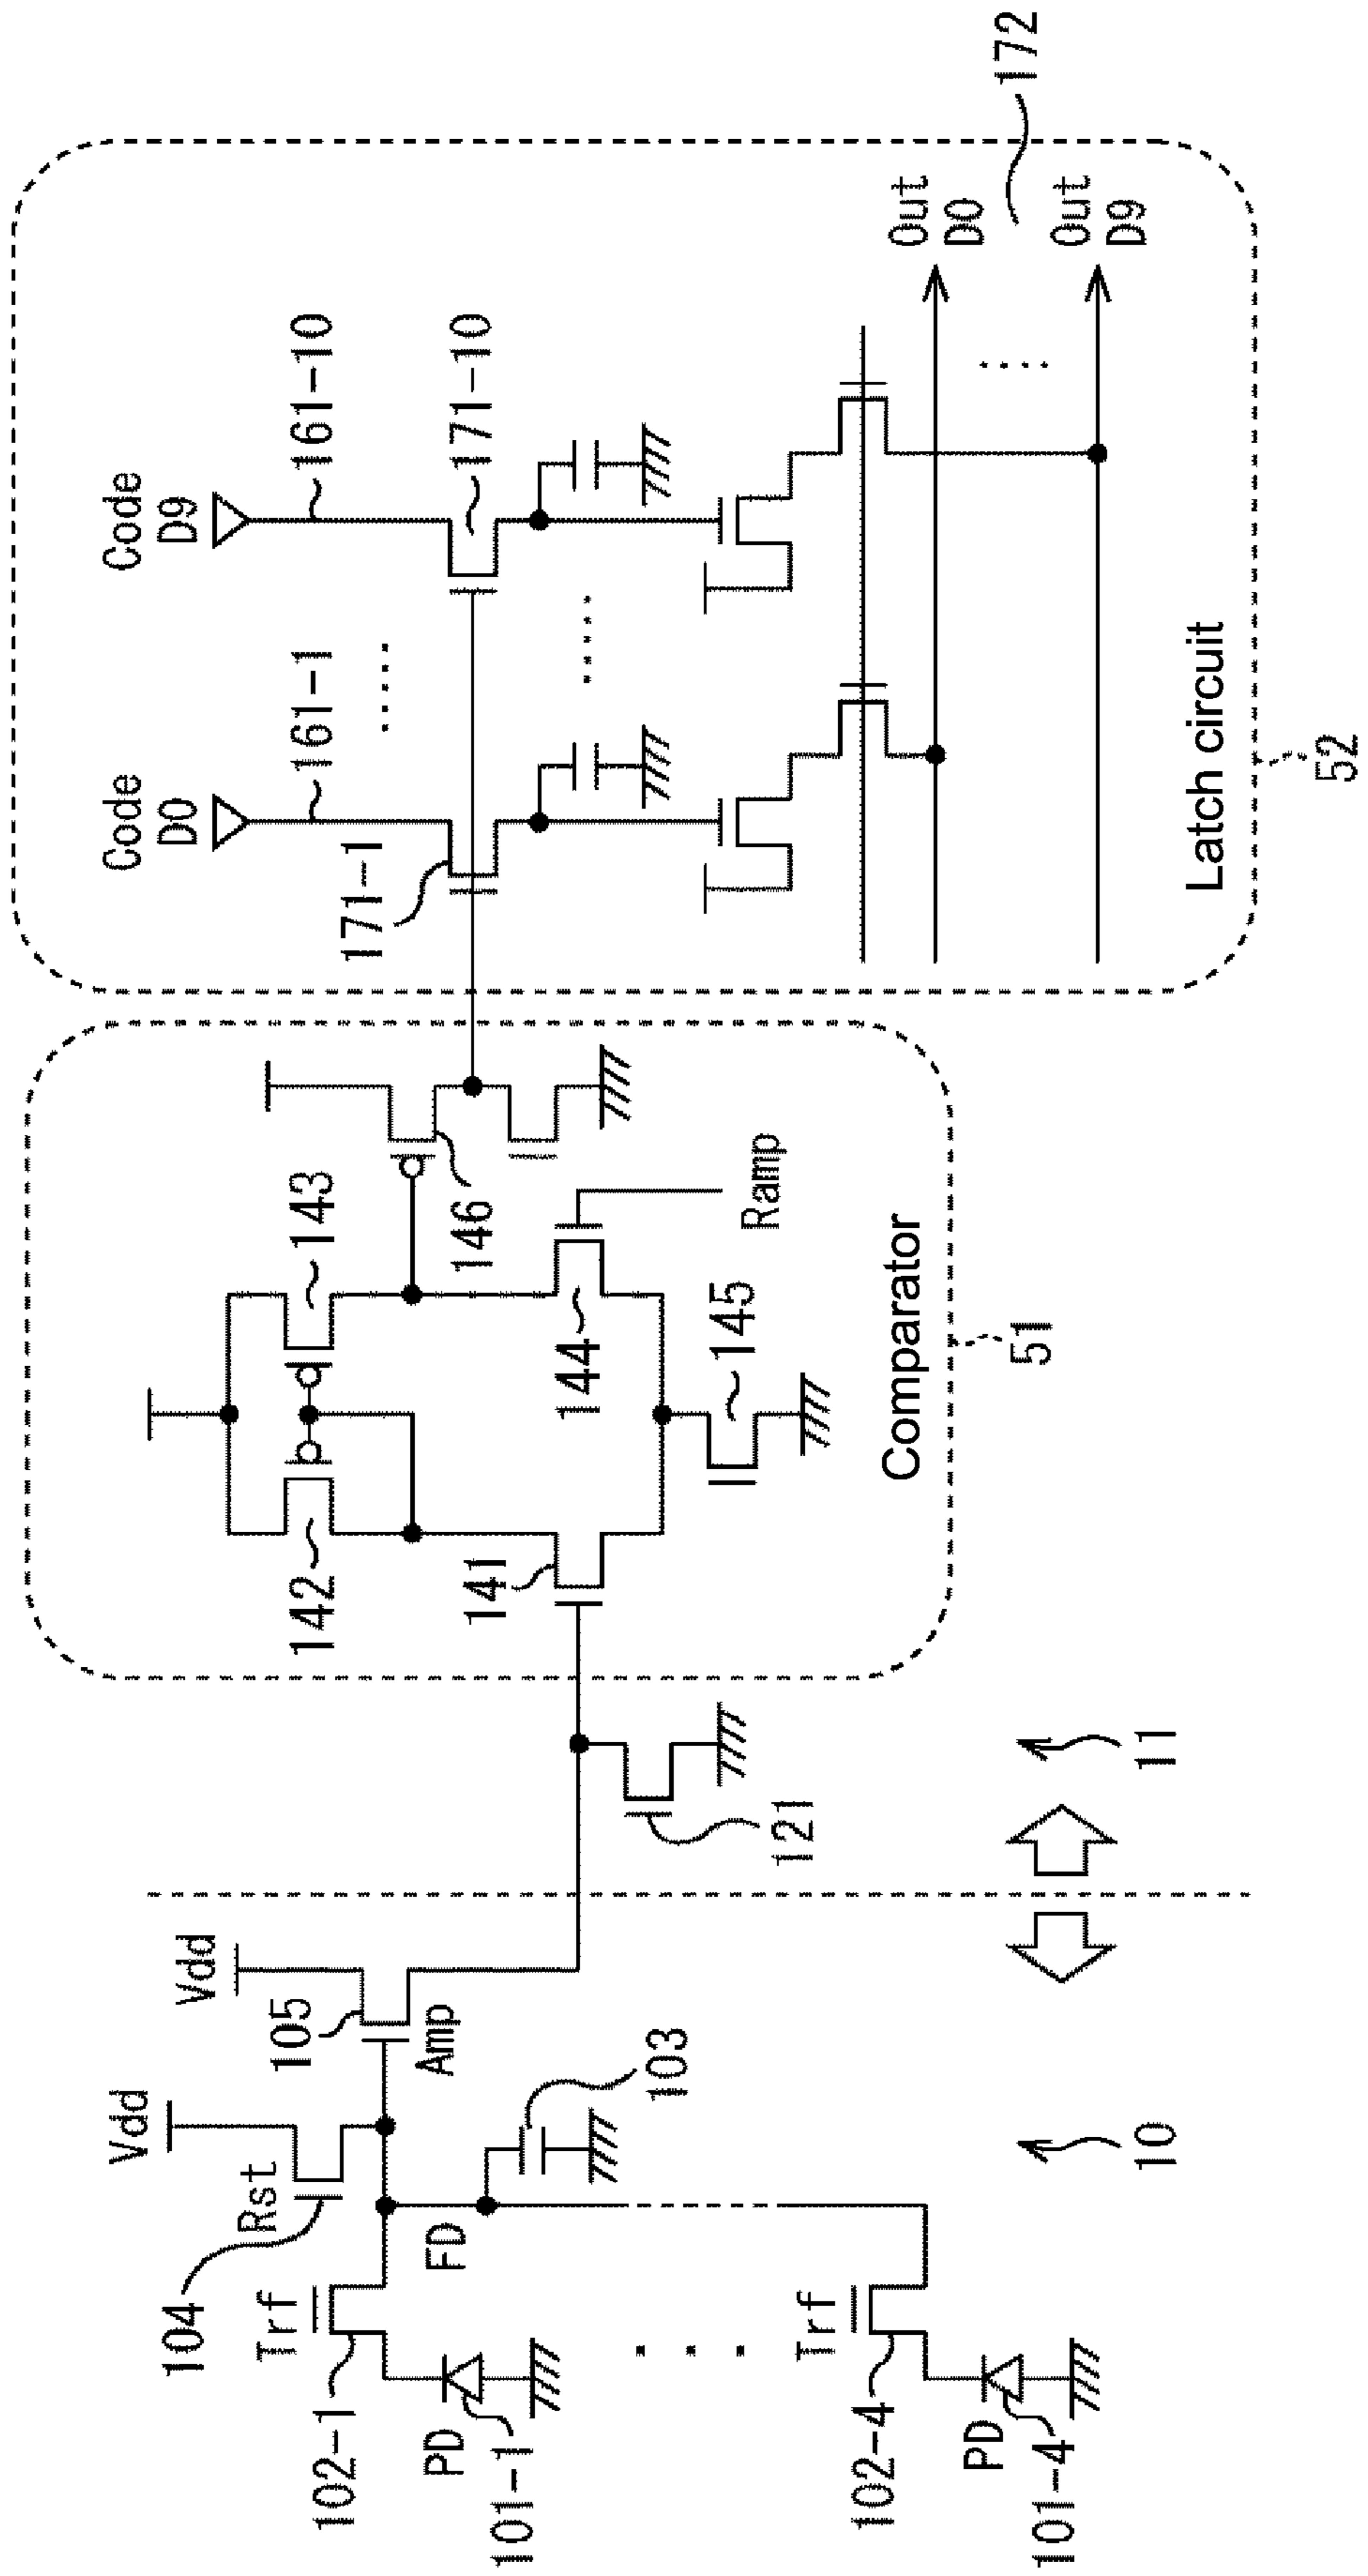 Vdd
Vdd
104
Rst
105
Trf
102-1
Amp
FD
PD
101-1
103
Trf
102-4
PD
101-4
10
121
11
142
143
141
146
144
145
Ramp
Comparator
51
Code
D0
Code
D9
161-1
.....
161-10
171-1
171-10
.....
Out
D0
....
Out
D9
172
Latch circuit
52